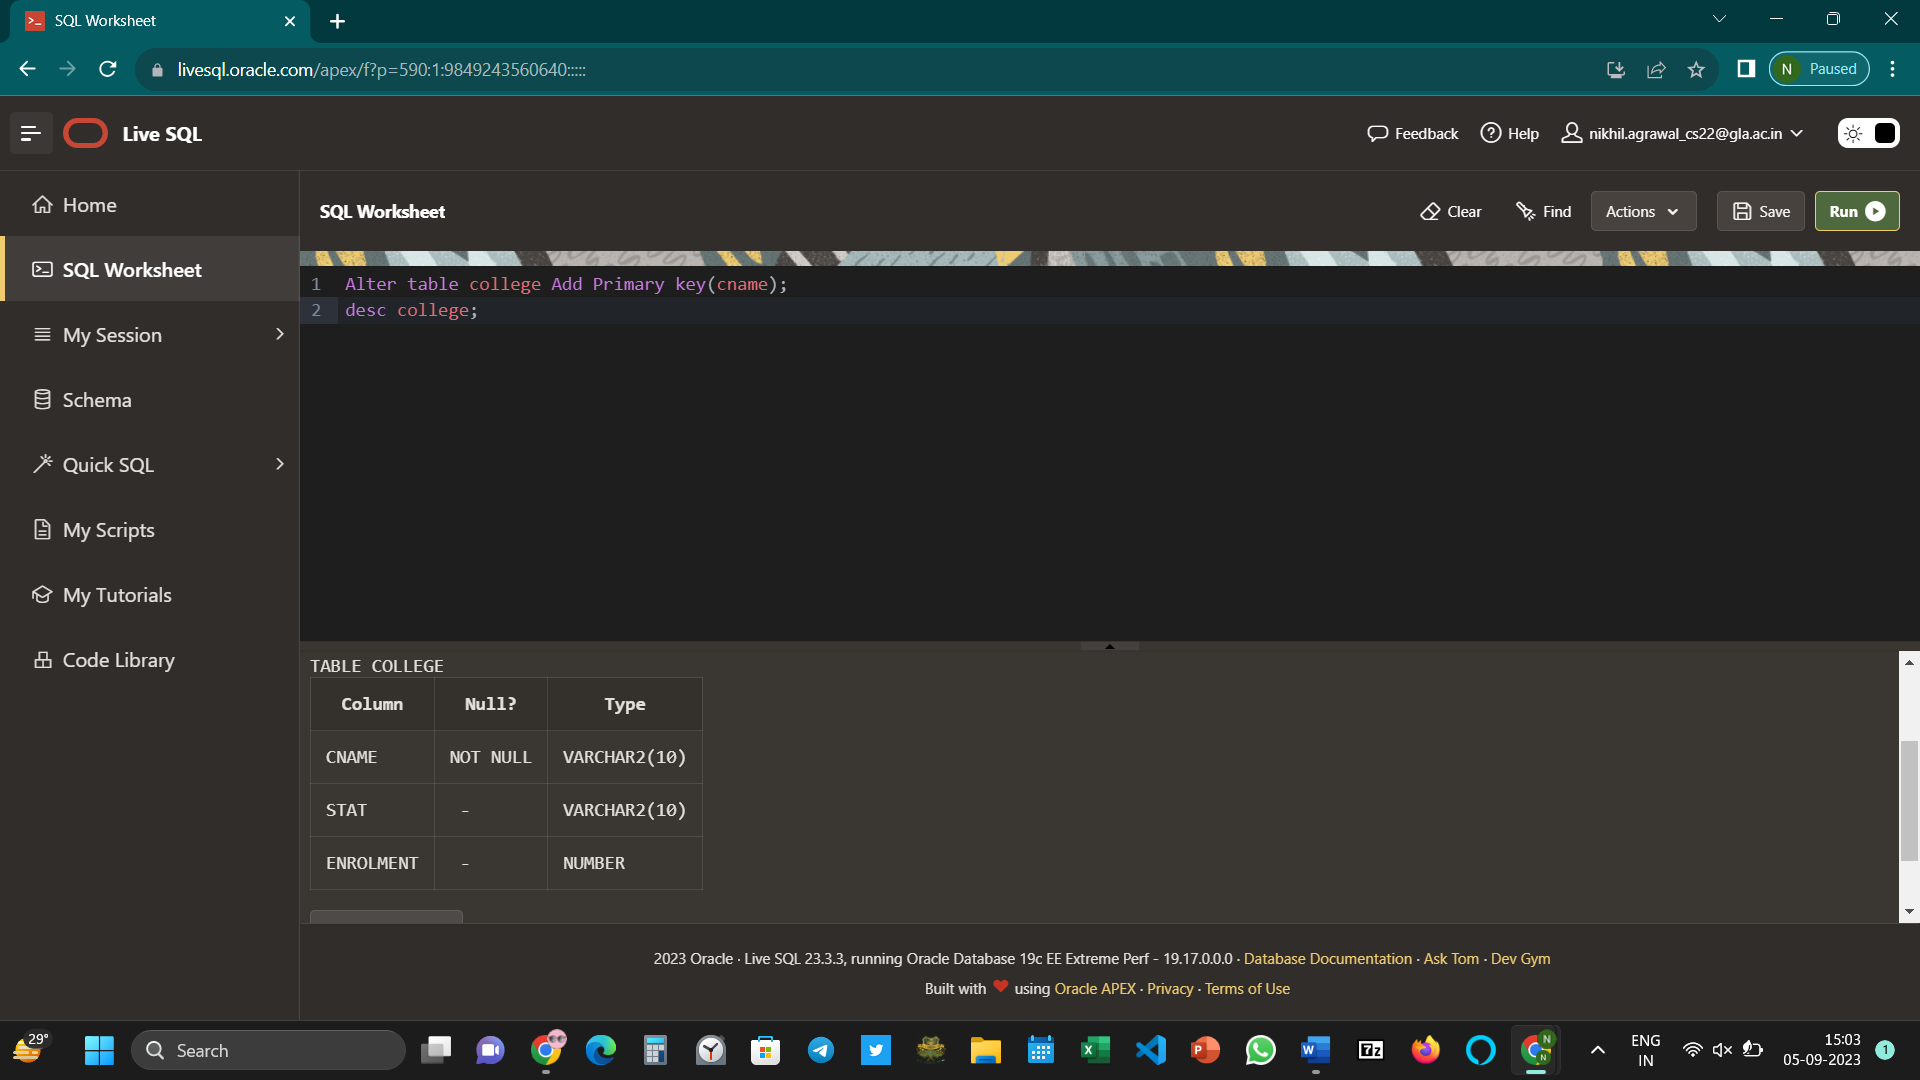 SQL Worksheet
livesql.oracle.com/apex/f?p=590:1:9849243560640:::::
N Paused
Live SQL
Feedback
Help
nikhil.agrawal_cs22@gla.ac.in
Home
SQL Worksheet
My Session
Schema
Quick SQL
My Scripts
My Tutorials
Code Library
SQL Worksheet
Clear
Find
Actions
Save
Run
1 Alter table college Add Primary key(cname);
2 desc college;
TABLE COLLEGE
Column Null? Type
CNAME NOT NULL VARCHAR2(10)
STAT - VARCHAR2(10)
ENROLMENT - NUMBER
2023 Oracle · Live SQL 23.3.3, running Oracle Database 19c EE Extreme Perf - 19.17.0.0.0 · Database Documentation · Ask Tom · Dev Gym
Built with ❤ using Oracle APEX · Privacy · Terms of Use
29°
Search
7z
N
N
ENG
IN
15:03
05-09-2023
1